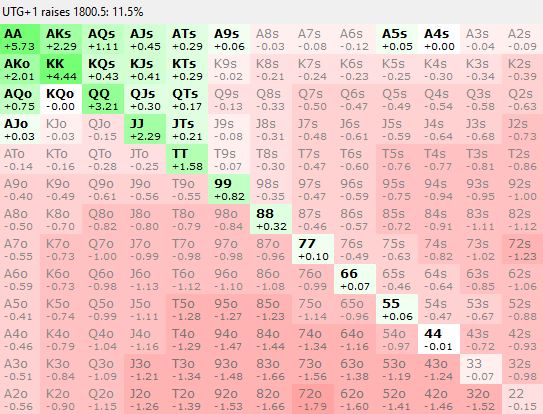 UTG+1 raises 1800.5: 11.5%
AA AKs AQs AJs ATs A9s A8s A7s A6s A5s A4s A3s A2s
+5.73 +2.29 +1.11 +0.45 +0.29 +0.06 -0.03 -0.08 -0.12 +0.05 +0.00 -0.04 -0.09
AKo KK KQs KJs KTs K9s K8s K7s K6s K5s K4s K3s K2s
+2.01 +4.44 +0.43 +0.41 +0.29 -0.02 -0.21 -0.24 -0.23 -0.25 -0.30 -0.34 -0.39
AQo KQo QQ QJs QTs Q9s Q8s Q7s Q6s Q5s Q4s Q3s Q2s
+0.75 -0.00 +3.21 +0.30 +0.17 -0.13 -0.33 -0.50 -0.47 -0.49 -0.54 -0.58 -0.63
AJo KJo QJo JJ JTs J9s J8s J7s J6s J5s J4s J3s J2s
+0.03 -0.03 -0.15 +2.29 +0.21 -0.08 -0.31 -0.48 -0.61 -0.59 -0.64 -0.68 -0.73
ATo KTo QTo JTo TT T9s T8s T7s T6s T5s T4s T3s T2s
-0.14 -0.16 -0.28 -0.25 +1.58 -0.07 -0.30 -0.47 -0.60 -0.76 -0.77 -0.81 -0.86
A9o K9o Q9o J9o T9o 99 98s 97s 96s 95s 94s 93s 92s
-0.40 -0.49 -0.61 -0.56 -0.55 +0.82 -0.35 -0.47 -0.59 -0.75 -0.94 -0.95 -1.00
A8o K8o Q8o J8o T8o 98o 88 87s 86s 85s 84s 83s 82s
-0.50 -0.70 -0.82 -0.80 -0.79 -0.84 +0.32 -0.46 -0.57 -0.72 -0.91 -1.11 -1.12
A7o K7o Q7o J7o T7o 97o 87o 77 76s 75s 74s 73s 72s
-0.55 -0.73 -1.00 -0.99 -0.98 -0.98 -0.96 +0.10 -0.49 -0.63 -0.82 -1.02 -1.23
A6o K6o Q6o J6o T6o 96o 86o 76o 66 65s 64s 63s 62s
-0.59 -0.73 -0.98 -1.13 -1.12 -1.10 -1.08 -0.99 +0.07 -0.46 -0.64 -0.85 -1.06
A5o K5o Q5o J5o T5o 95o 85o 75o 65o 55 54s 53s 52s
-0.41 -0.74 -0.99 -1.11 -1.28 -1.27 -1.23 -1.14 -0.96 +0.06 -0.47 -0.67 -0.88
A4o K4o Q4o J4o T4o 94o 84o 74o 64o 54o 44 43s 42s
-0.46 -0.79 -1.04 -1.16 -1.29 -1.47 -1.44 -1.34 -1.16 -0.97 -0.01 -0.72 -0.93
A3o K3o Q3o J3o T3o 93o 83o 73o 63o 53o 43o 33 32s
-0.51 -0.84 -1.09 -1.21 -1.34 -1.48 -1.66 -1.56 -1.38 -1.19 -1.24 -0.07 -0.98
A2o K2o Q2o J2o T2o 92o 82o 72o 62o 52o 42o 32o 22
-0.56 -0.90 -1.15 -1.26 -1.39 -1.53 -1.66 -1.79 -1.60 -1.41 -1.46 -1.52 -0.15